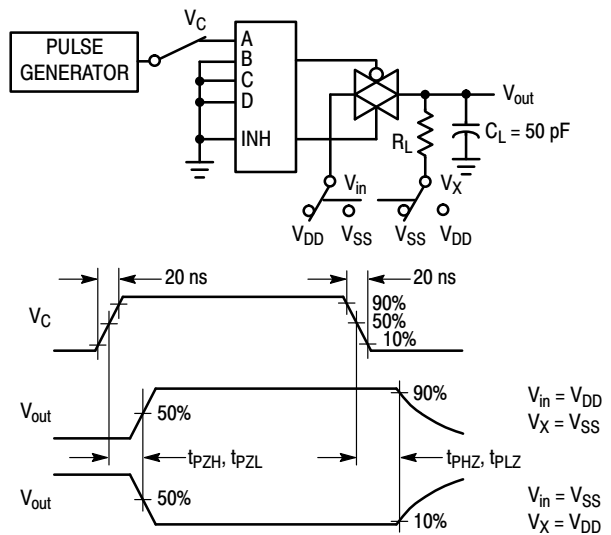 V_C
PULSE
GENERATOR
A
B
C
D
INH
V_out
R_L
C_L = 50 pF
V_in
V_X
V_DD
V_SS
V_SS
V_DD
20 ns
20 ns
V_C
90%
50%
10%
V_out
50%
90%
V_in = V_DD
V_X = V_SS
t_PZH, t_PZL
t_PHZ, t_PLZ
V_out
50%
10%
V_in = V_SS
V_X = V_DD